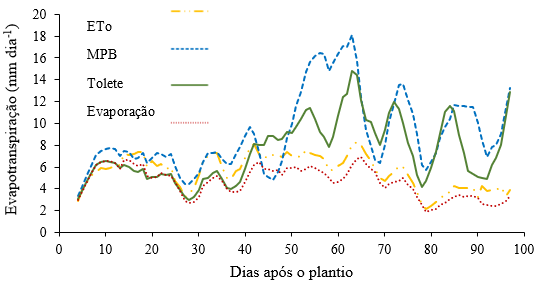 Evapotranspiração (mm dia⁻¹)
18
16
14
12
10
8
6
4
2
0
ETo
MPB
Tolete
Evaporação
0 10 20 30 40 50 60 70 80 90 100
Dias após o plantio